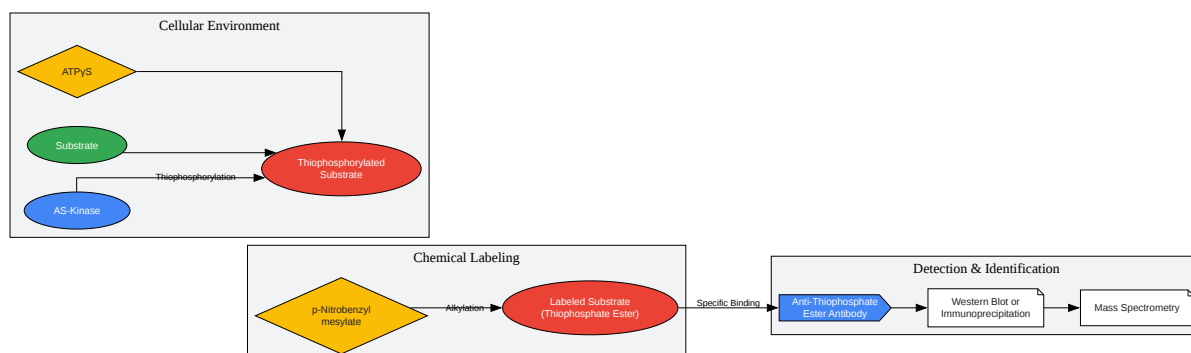 Cellular Environment
ATPγS
Substrate
Thiophosphorylated
Substrate
Thiophosphorylation
AS-Kinase
Chemical Labeling
p-Nitrobenzyl
mesylate
Alkylation
Labeled Substrate
(Thiophosphate Ester)
Specific Binding
Detection & Identification
Anti-Thiophosphate
Ester Antibody
Western Blot or
Immunoprecipitation
Mass Spectrometry